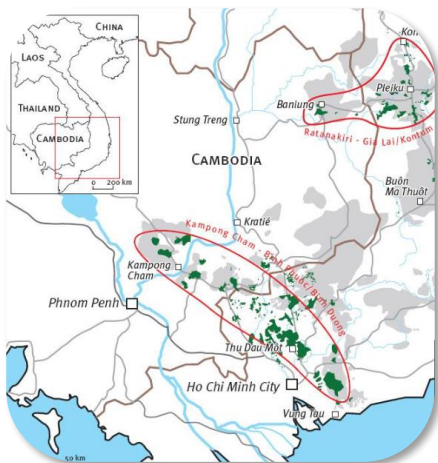 CHINA
LAOS
THAILAND
CAMBODIA
0 200 km
Kon
Pleiku
Banlung
Ratanakiri - Gia Lai/Kontum
Stung Treng
CAMBODIA
Buôn
Ma Thuôt
Kratié
Kampong Cham - Binh Phuoc/Binh Duong
Kampong
Cham
Phnom Penh
Thu Dau Môt
Ho Chi Minh City
Vung Tau
50 km